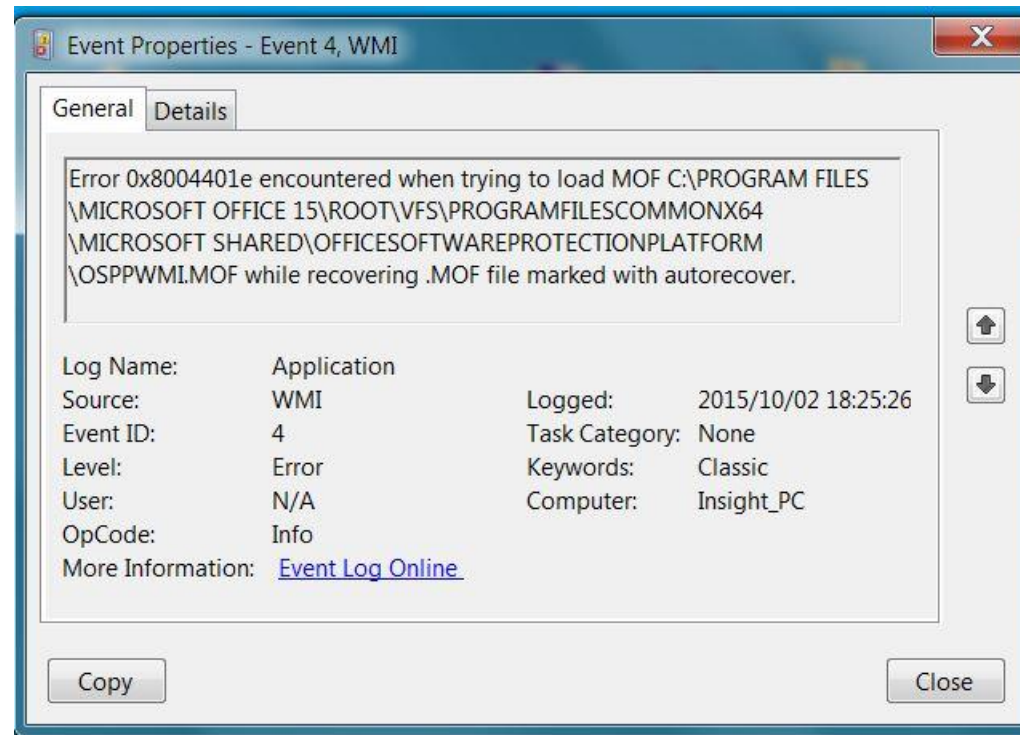 Event Properties - Event 4, WMI
General Details
Error 0x8004401e encountered when trying to load MOF C:\PROGRAM FILES
\MICROSOFT OFFICE 15\ROOT\VFS\PROGRAMFILESCOMMONX64
\MICROSOFT SHARED\OFFICESOFTWAREPROTECTIONPLATFORM
\OSPPWMI.MOF while recovering .MOF file marked with autorecover.
Log Name: Application
Source: WMI Logged: 2015/10/02 18:25:26
Event ID: 4 Task Category: None
Level: Error Keywords: Classic
User: N/A Computer: Insight_PC
OpCode: Info
More Information: Event Log Online
Copy Close